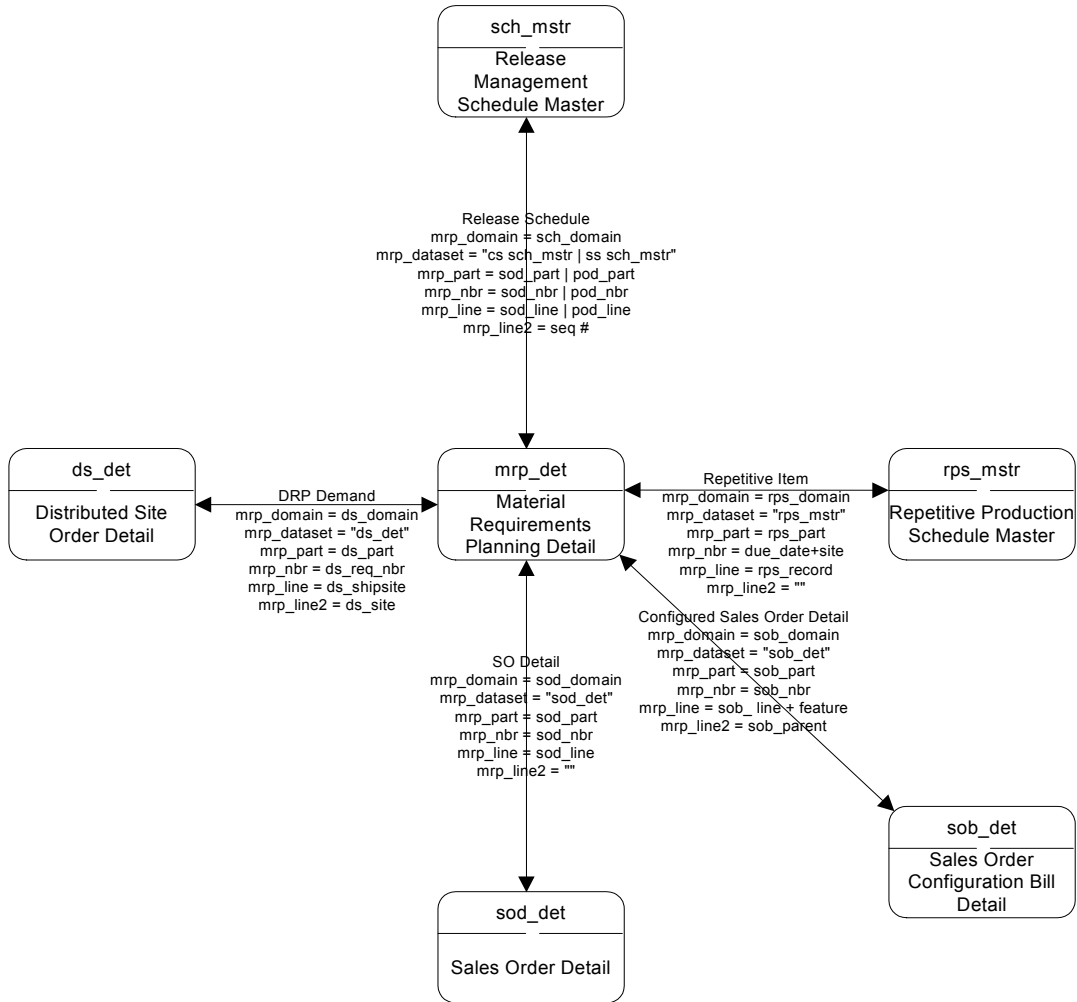 sch_mstr
Release
Management
Schedule Master
Release Schedule
mrp_domain = sch_domain
mrp_dataset = "cs sch_mstr | ss sch_mstr"
mrp_part = sod_part | pod_part
mrp_nbr = sod_nbr | pod_nbr
mrp_line = sod_line | pod_line
mrp_line2 = seq #
ds_det
Distributed Site
Order Detail
DRP Demand
mrp_domain = ds_domain
mrp_dataset = "ds_det"
mrp_part = ds_part
mrp_nbr = ds_req_nbr
mrp_line = ds_shipsite
mrp_line2 = ds_site
mrp_det
Material
Requirements
Planning Detail
Repetitive Item
mrp_domain = rps_domain
mrp_dataset = "rps_mstr"
mrp_part = rps_part
mrp_nbr = due_date+site
mrp_line = rps_record
mrp_line2 = ""
rps_mstr
Repetitive Production
Schedule Master
Configured Sales Order Detail
mrp_domain = sob_domain
mrp_dataset = "sob_det"
mrp_part = sob_part
mrp_nbr = sob_nbr
mrp_line = sob_ line + feature
mrp_line2 = sob_parent
SO Detail
mrp_domain = sod_domain
mrp_dataset = "sod_det"
mrp_part = sod_part
mrp_nbr = sod_nbr
mrp_line = sod_line
mrp_line2 = ""
sob_det
Sales Order
Configuration Bill
Detail
sod_det
Sales Order Detail